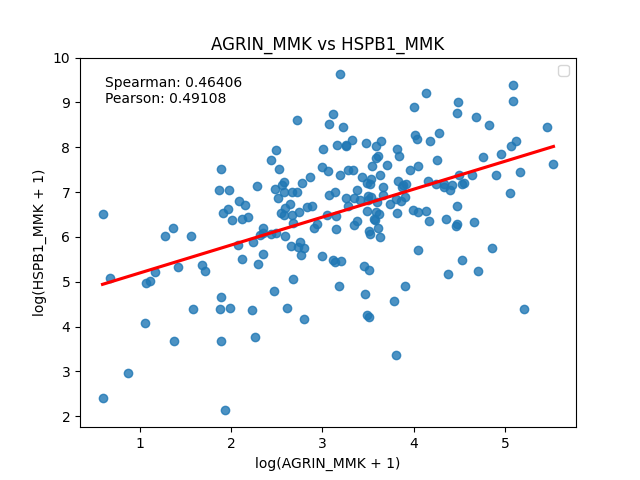 AGRIN_MMK vs HSPB1_MMK
Spearman: 0.46406
Pearson: 0.49108
10
9
8
7
6
5
4
3
2
log(HSPB1_MMK + 1)
1
2
3
4
5
log(AGRIN_MMK + 1)